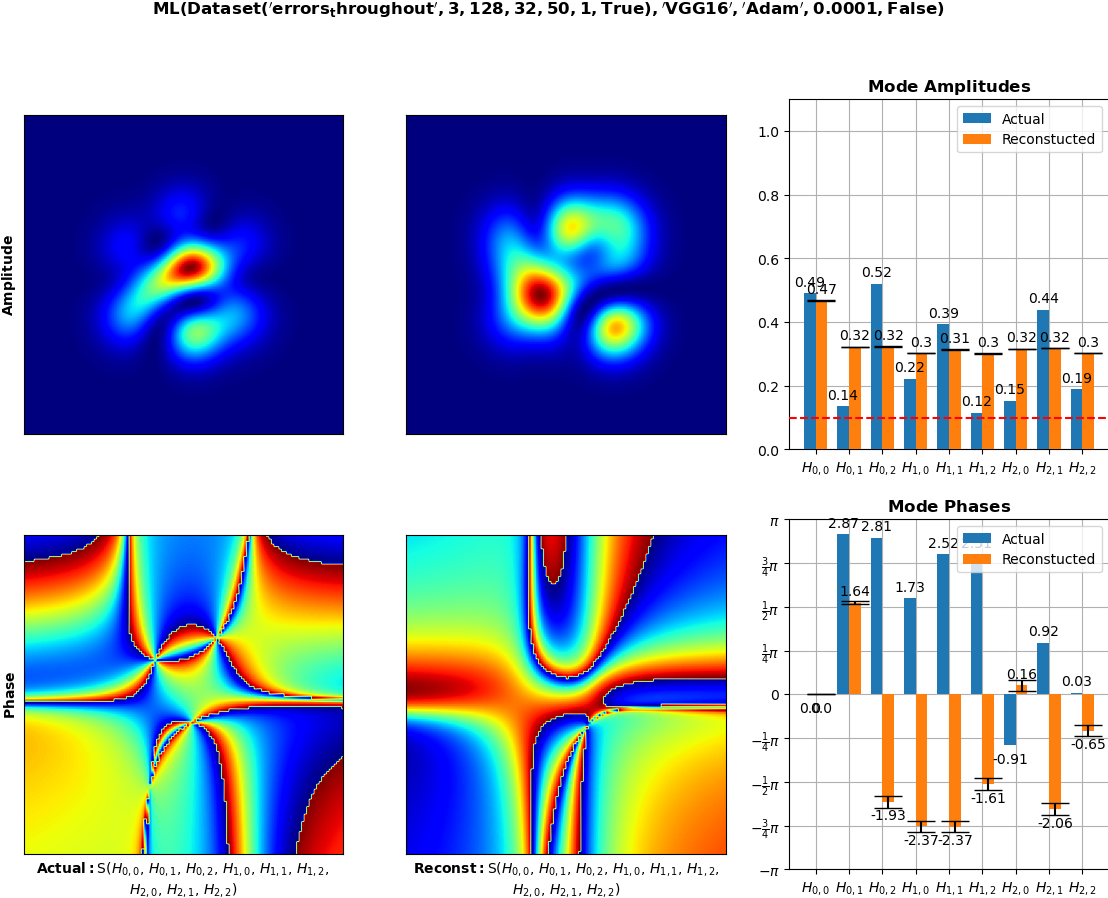 ML(Dataset('errors_throughout', 3, 128, 32, 50, 1, True), 'VGG16', 'Adam', 0.0001, False)
Amplitude
Mode Amplitudes
Actual
Reconstucted
1.0
0.8
0.6
0.4
0.2
0.0
0.49
0.47
0.14
0.32
0.52
0.32
0.22
0.3
0.39
0.31
0.12
0.3
0.15
0.32
0.44
0.32
0.19
0.3
H0,0 H0,1 H0,2 H1,0 H1,1 H1,2 H2,0 H2,1 H2,2
Phase
Actual: S(H0,0, H0,1, H0,2, H1,0, H1,1, H1,2,
H2,0, H2,1, H2,2)
Reconst: S(H0,0, H0,1, H0,2, H1,0, H1,1, H1,2,
H2,0, H2,1, H2,2)
Mode Phases
Actual
Reconstucted
π
3/4π
1/2π
1/4π
0
−1/4π
−1/2π
−3/4π
−π
0.0
0.0
2.87
1.64
2.81
-1.93
1.73
-2.37
2.52
-2.37
-1.61
-0.91
0.16
0.92
-2.06
0.03
-0.65
H0,0 H0,1 H0,2 H1,0 H1,1 H1,2 H2,0 H2,1 H2,2